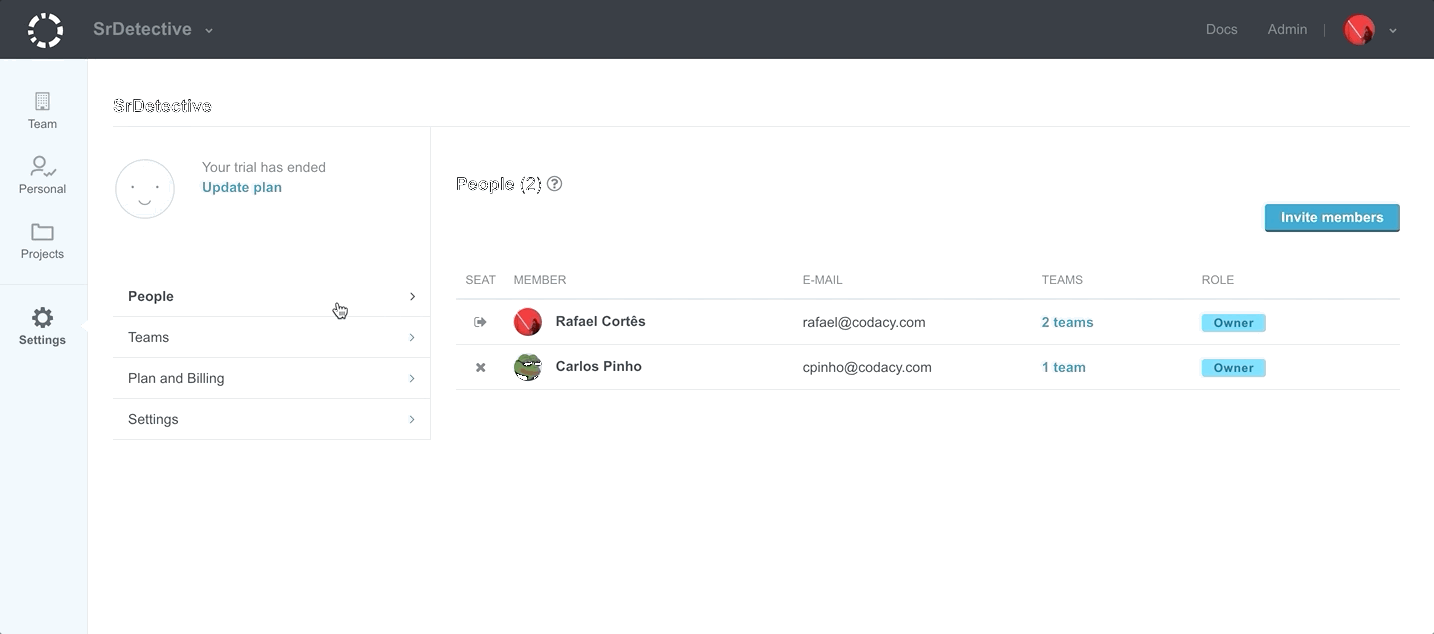 SrDetective
Docs Admin
Team
Personal
Projects
Settings
SrDetective
Your trial has ended
Update plan
People
Teams
Plan and Billing
Settings
People (2)
Invite members
SEAT MEMBER E-MAIL TEAMS ROLE
Rafael Cortês rafael@codacy.com 2 teams Owner
Carlos Pinho cpinho@codacy.com 1 team Owner